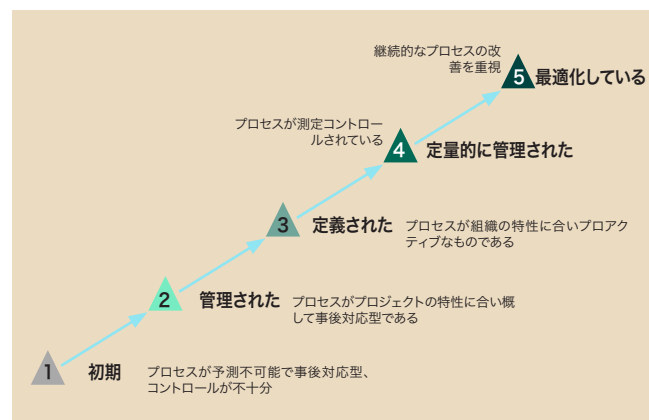 継続的なプロセスの改
善を重視
5 最適化している
プロセスが測定コントロー
ルされている
4 定量的に管理された
3 定義された プロセスが組織の特性に合いプロアク
ティブなものである
2 管理された プロセスがプロジェクトの特性に合い概
して事後対応型である
1 初期 プロセスが予測不可能で事後対応型、
コントロールが不十分